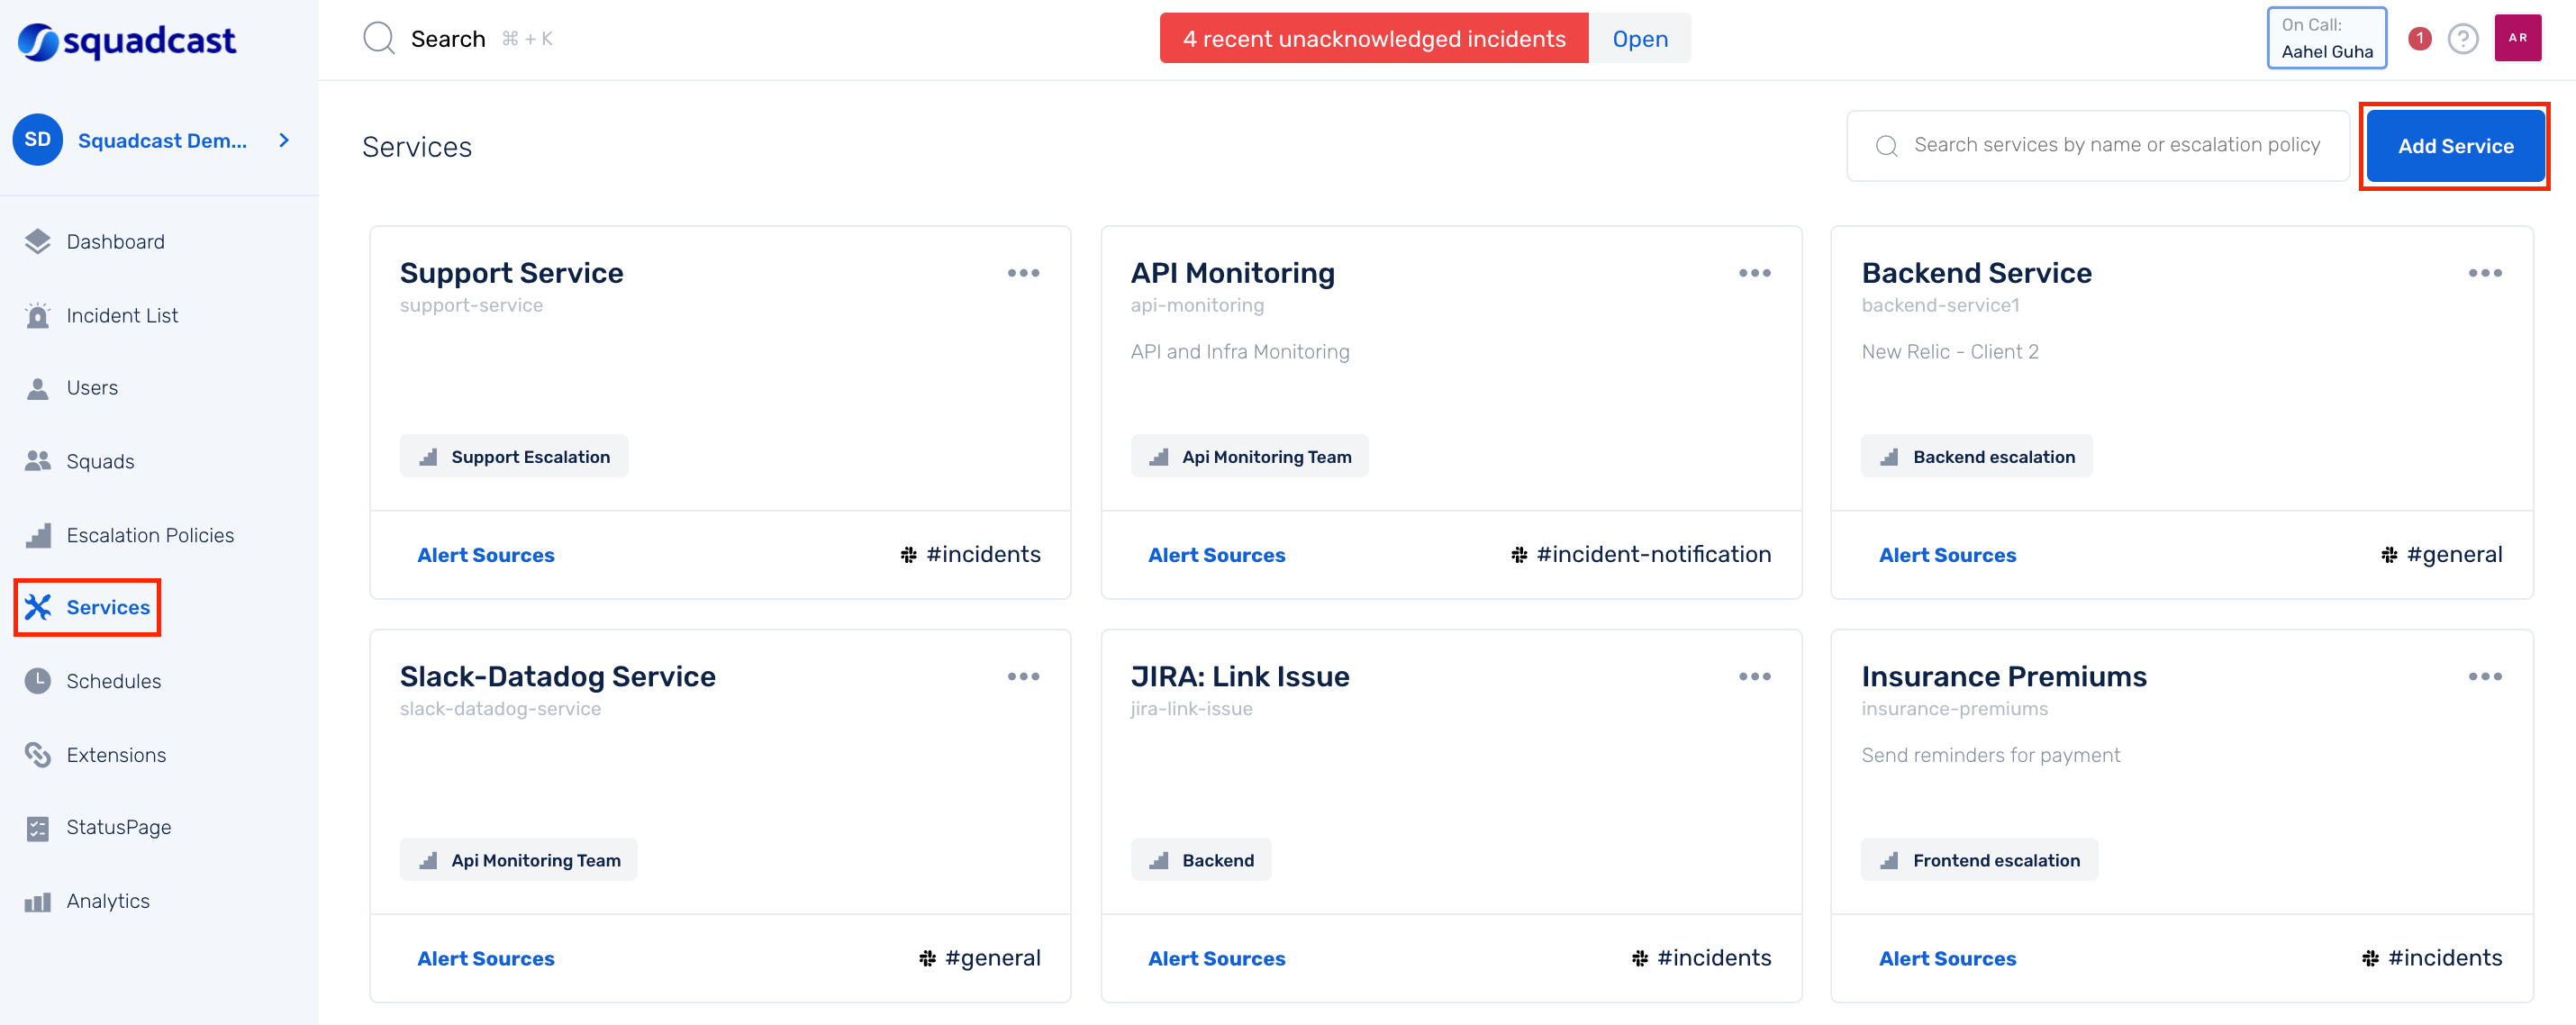 squadcast
Search ⌘ + K
4 recent unacknowledged incidents Open
On Call:
Aahel Guha
1
?
AR
SD Squadcast Dem...
Dashboard
Incident List
Users
Squads
Escalation Policies
Services
Schedules
Extensions
StatusPage
Analytics
Services
Search services by name or escalation policy
Add Service
Support Service
support-service
Support Escalation
Alert Sources #incidents
API Monitoring
api-monitoring
API and Infra Monitoring
Api Monitoring Team
Alert Sources #incident-notification
Backend Service
backend-service1
New Relic - Client 2
Backend escalation
Alert Sources #general
Slack-Datadog Service
slack-datadog-service
Api Monitoring Team
Alert Sources #general
JIRA: Link Issue
jira-link-issue
Backend
Alert Sources #incidents
Insurance Premiums
insurance-premiums
Send reminders for payment
Frontend escalation
Alert Sources #incidents